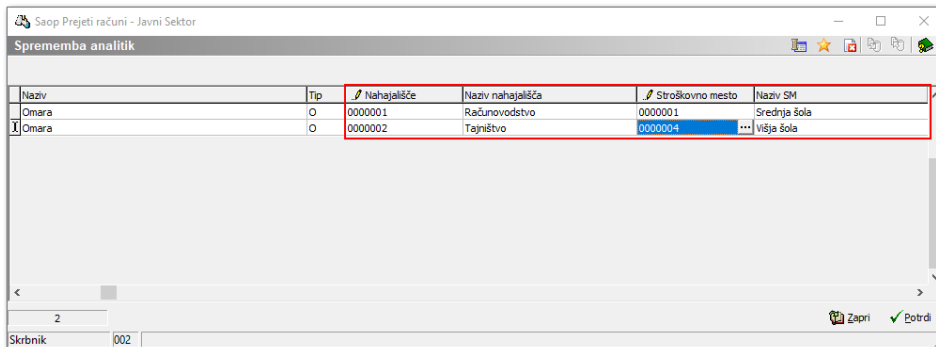 Saop Prejeti računi - Javni Sektor
Sprememba analitik
Naziv Tip Nahajališče Naziv nahajališča Stroškovno mesto Naziv SM
Omara O 0000001 Računovodstvo 0000001 Srednja šola
Omara O 0000002 Tajništvo 0000004 ... Višja šola
2 Zapri Potrdi
Skrbnik 002